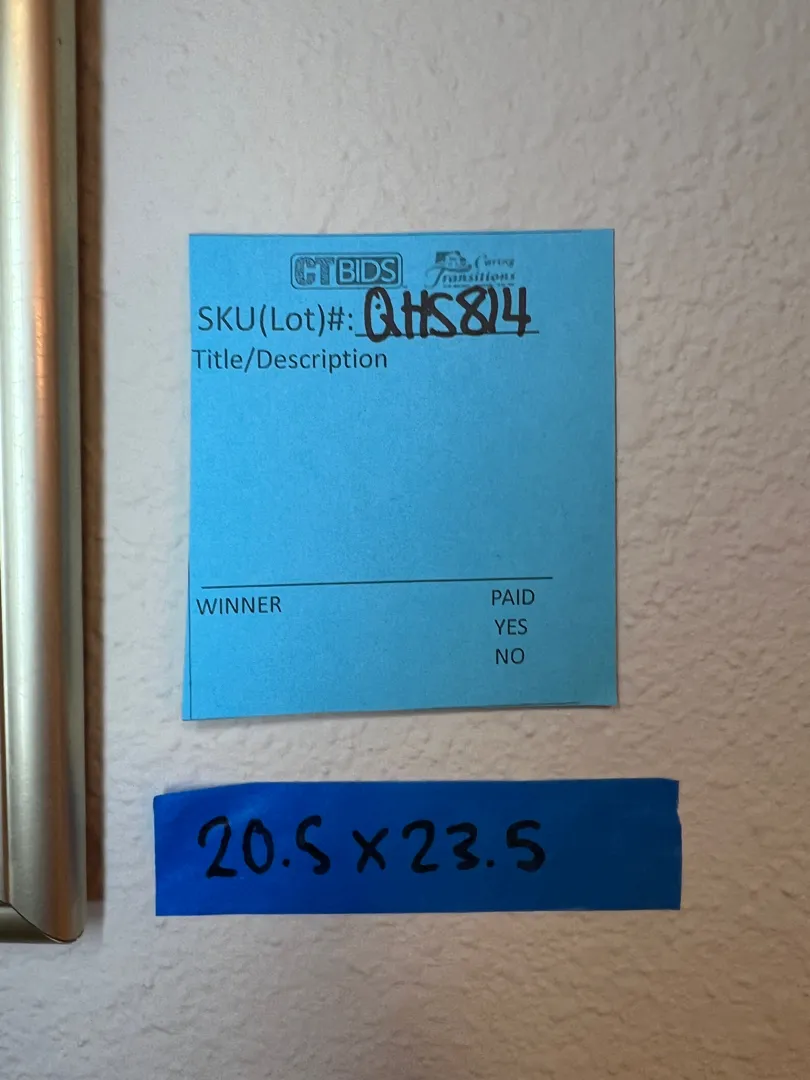 CTBIDS Caring Transitions
SKU(Lot)#: QHS814
Title/Description
WINNER PAID
YES
NO
20.5 x 23.5